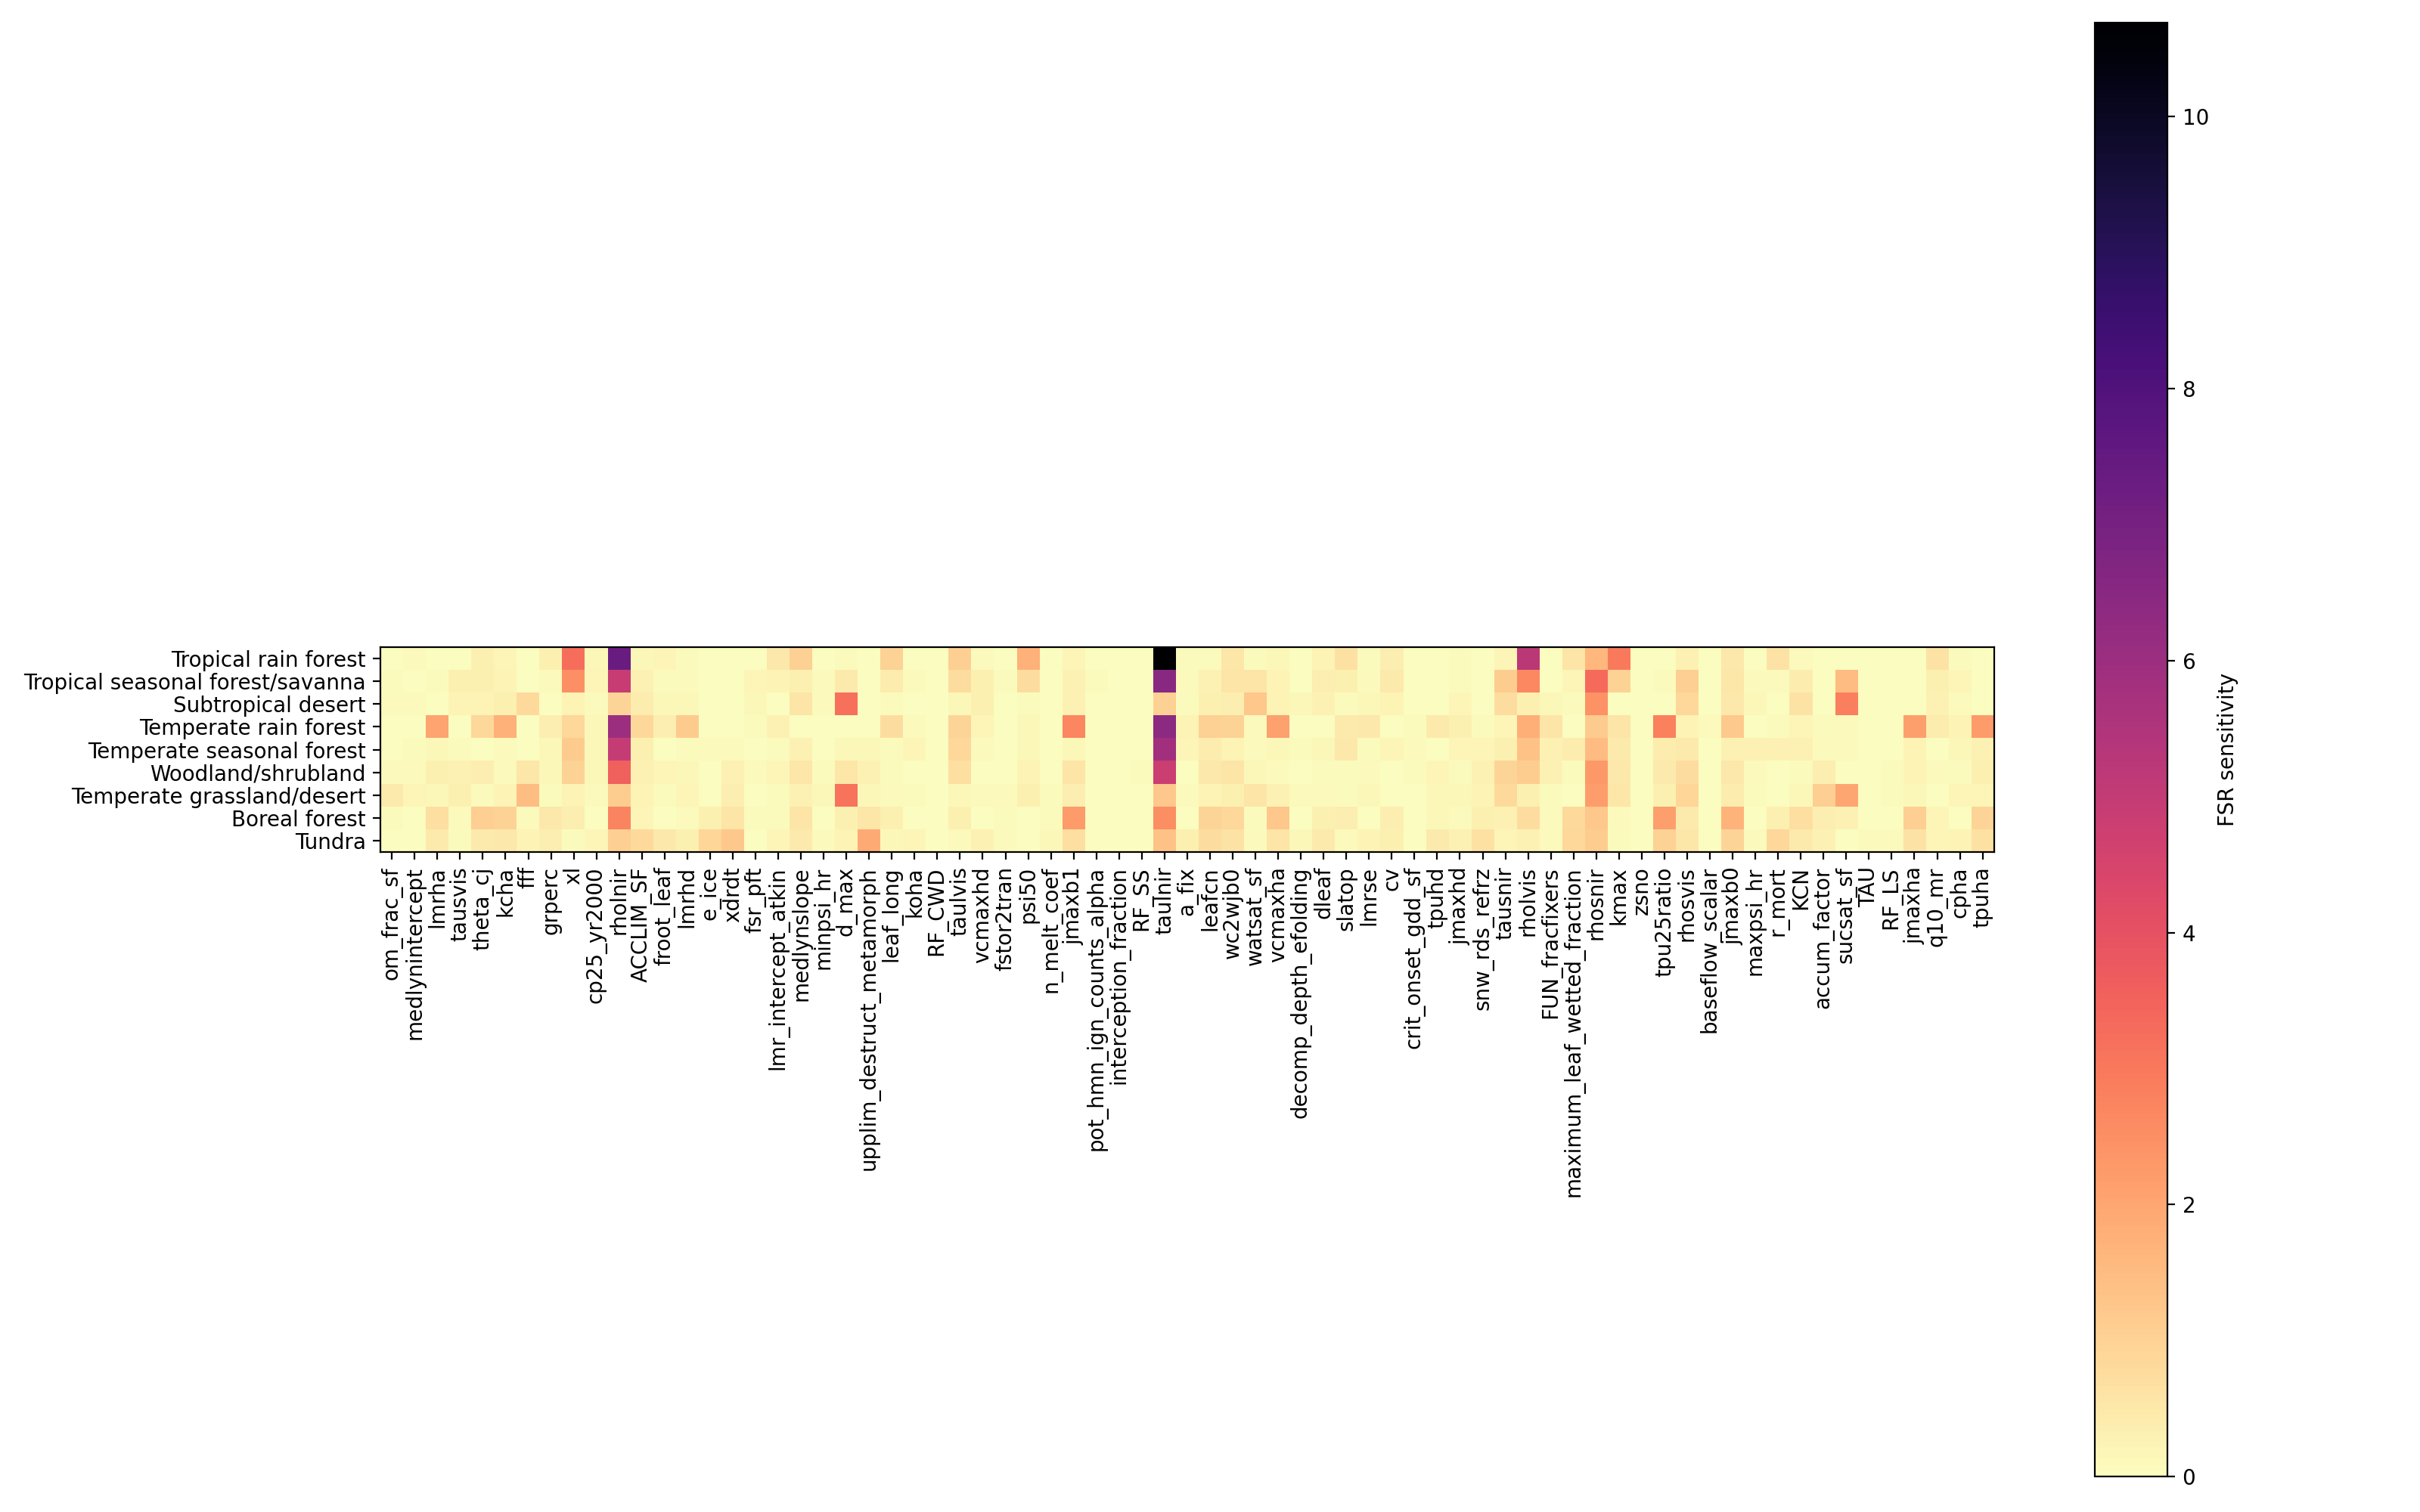 Tropical rain forest
Tropical seasonal forest/savanna
Subtropical desert
Temperate rain forest
Temperate seasonal forest
Woodland/shrubland
Temperate grassland/desert
Boreal forest
Tundra
om_frac_sf
medlynintercept
lmrha
tausvis
theta_cj
kcha
fff
grperc
xl
cp25_yr2000
rholnir
ACCLIM_SF
froot_leaf
lmrhd
e_ice
xdrdt
fsr_pft
lmr_intercept_atkin
medlynslope
minpsi_hr
d_max
upplim_destruct_metamorph
leaf_long
koha
RF_CWD
taulvis
vcmaxhd
fstor2tran
psi50
n_melt_coef
jmaxb1
pot_hmn_ign_counts_alpha
interception_fraction
RF_SS
taulnir
a_fix
leafcn
wc2wjb0
watsat_sf
vcmaxha
decomp_depth_efolding
dleaf
slatop
lmrse
cv
crit_onset_gdd_sf
tpuhd
jmaxhd
snw_rds_refrz
tausnir
rholvis
FUN_fracfixers
maximum_leaf_wetted_fraction
rhosnir
kmax
zsno
tpu25ratio
rhosvis
baseflow_scalar
jmaxb0
maxpsi_hr
r_mort
KCN
accum_factor
sucsat_sf
TAU
RF_LS
jmaxha
q10_mr
cpha
tpuha
10
8
6
4
2
0
FSR sensitivity